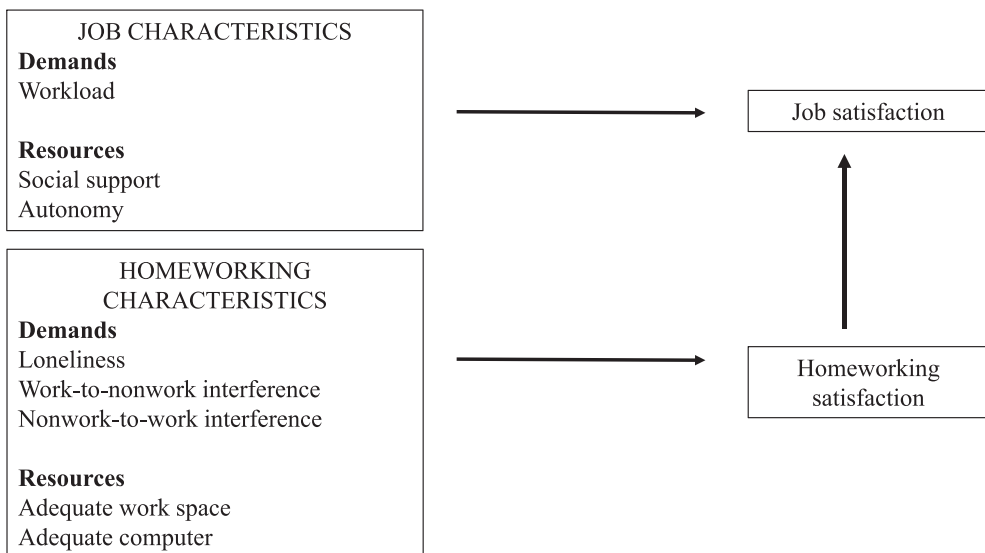 JOB CHARACTERISTICS
Demands
Workload
Resources
Social support
Autonomy
Job satisfaction
HOMEWORKING
CHARACTERISTICS
Demands
Loneliness
Work-to-nonwork interference
Nonwork-to-work interference
Resources
Adequate work space
Adequate computer
Homeworking
satisfaction